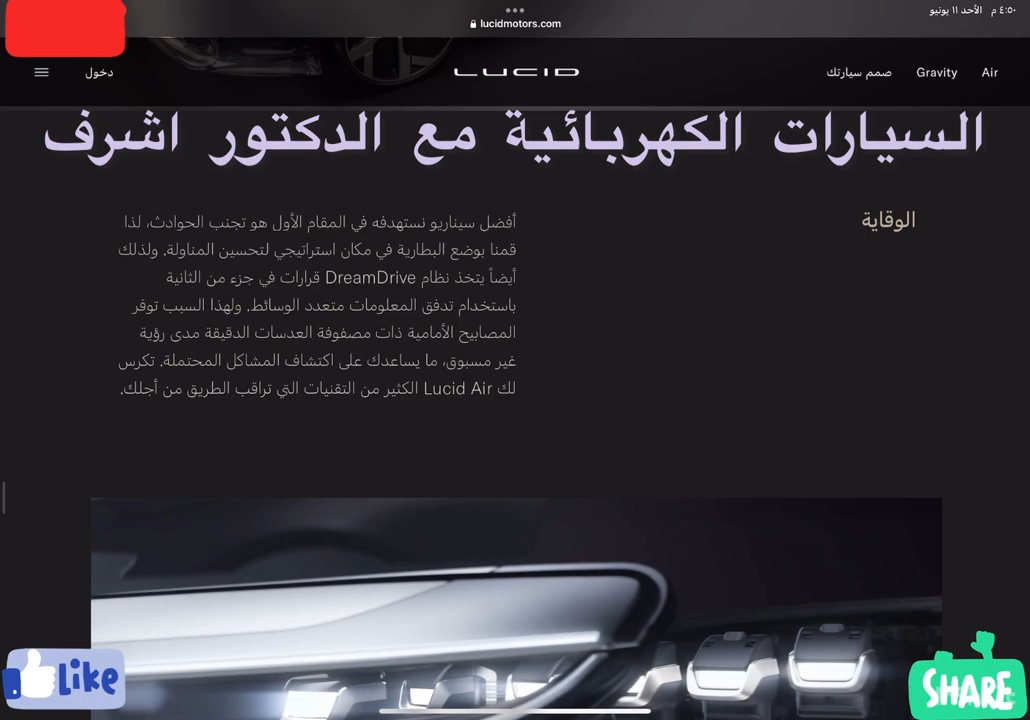 ٤:٥٠ م الأحد ١١ يونيو
lucidmotors.com
Air
Gravity
صمم سيارتك
LUCID
دخول
السيارات الكهربائية مع الدكتور اشرف
الوقاية
أفضل سيناريو نستهدفه في المقام الأول هو تجنب الحوادث، لذا
قمنا بوضع البطارية في مكان استراتيجي لتحسين المناولة. ولذلك
أيضاً يتخذ نظام DreamDrive قرارات في جزء من الثانية
باستخدام تدفق المعلومات متعدد الوسائط. ولهذا السبب توفر
المصابيح الأمامية ذات مصفوفة العدسات الدقيقة مدى رؤية
غير مسبوق، ما يساعدك على اكتشاف المشاكل المحتملة. تكرس
لك Lucid Air الكثير من التقنيات التي تراقب الطريق من أجلك.
Like
SHARE